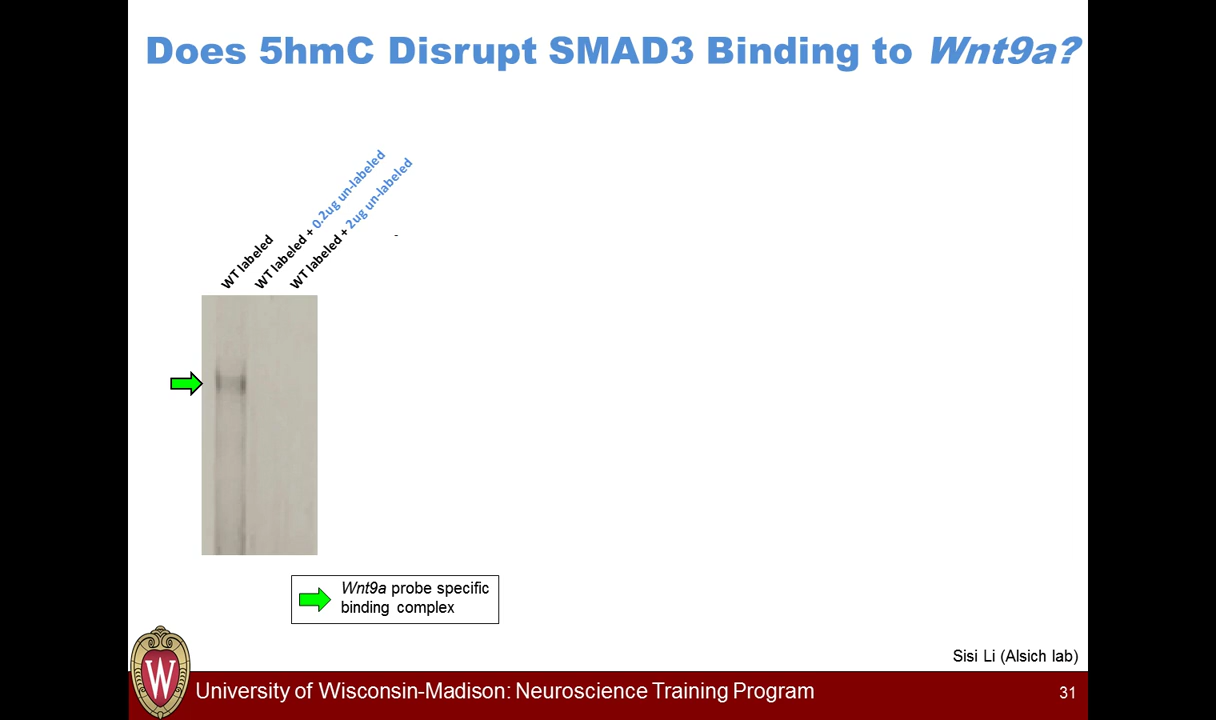 Does 5hmC Disrupt SMAD3 Binding to Wnt9a?
WT labeled
WT labeled + 0.2ug un-labeled
WT labeled + 2ug un-labeled
-
Wnt9a probe specific
binding complex
Sisi Li (Alsich lab)
W
University of Wisconsin-Madison: Neuroscience Training Program
31